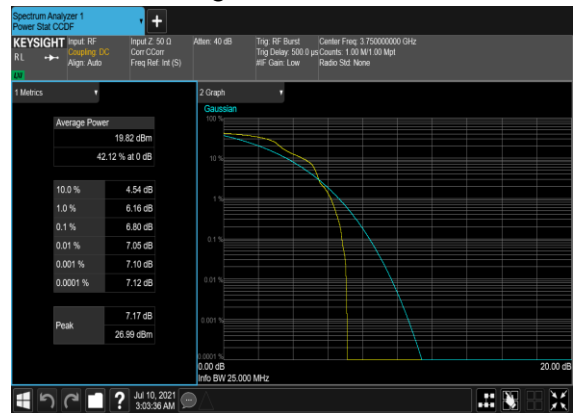 Spectrum Analyzer 1
Power Stat CCDF
+
KEYSIGHT Input: RF Input Z: 50 Ω Atten: 40 dB Trig: RF Burst Center Freq: 3.750000000 GHz
RL Coupling: DC Corr CCorr Trig Delay: 500.0 µs Counts: 1.00 M/1.00 Mpt
Align: Auto Freq Ref: Int (S) #IF Gain: Low Radio Std: None
LW
1 Metrics
Average Power
19.82 dBm
42.12 % at 0 dB
10.0 % 4.54 dB
1.0 % 6.16 dB
0.1 % 6.80 dB
0.01 % 7.05 dB
0.001 % 7.10 dB
0.0001 % 7.12 dB
Peak 7.17 dB
26.99 dBm
2 Graph
Gaussian
100 %
10 %
1 %
0.1 %
0.01 %
0.001 %
0.0001 %
0.00 dB 20.00 dB
Info BW 25.000 MHz
? Jul 10, 2021
3:03:36 AM